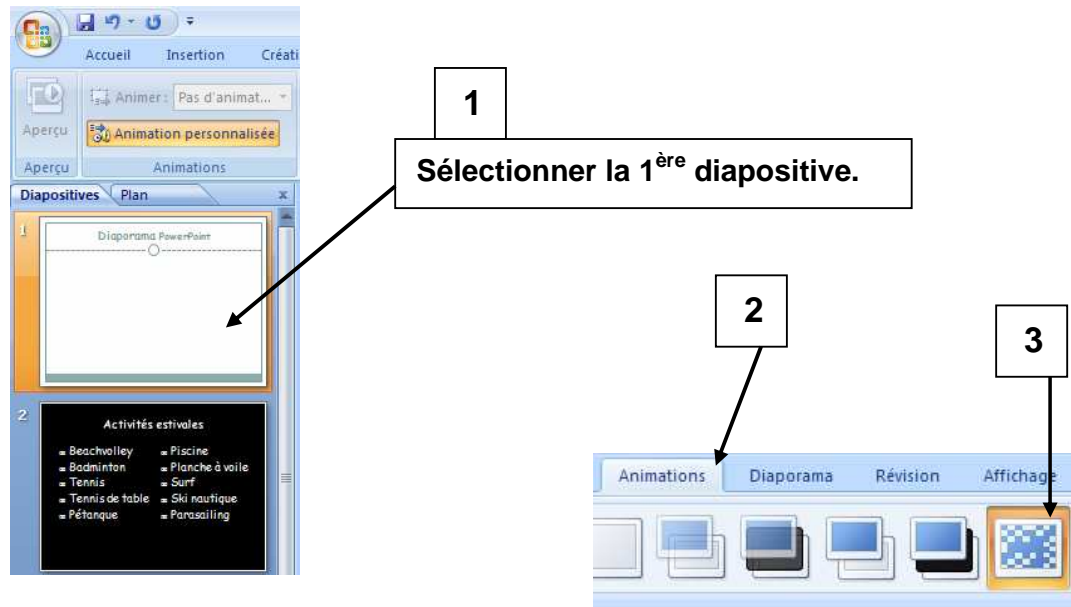 Accueil Insertion Créati
1
Animer : Pas d'animat...
Aperçu
Animation personnalisée
Aperçu Animations
Sélectionner la 1ère diapositive.
Diapositives Plan x
1
Diaporama PowerPoint
2
3
2
Activités estivales
Beachvolley
Badminton
Tennis
Tennis de table
Pétanque
Piscine
Planche à voile
Surf
Ski nautique
Parasailing
Animations Diaporama Révision Affichage